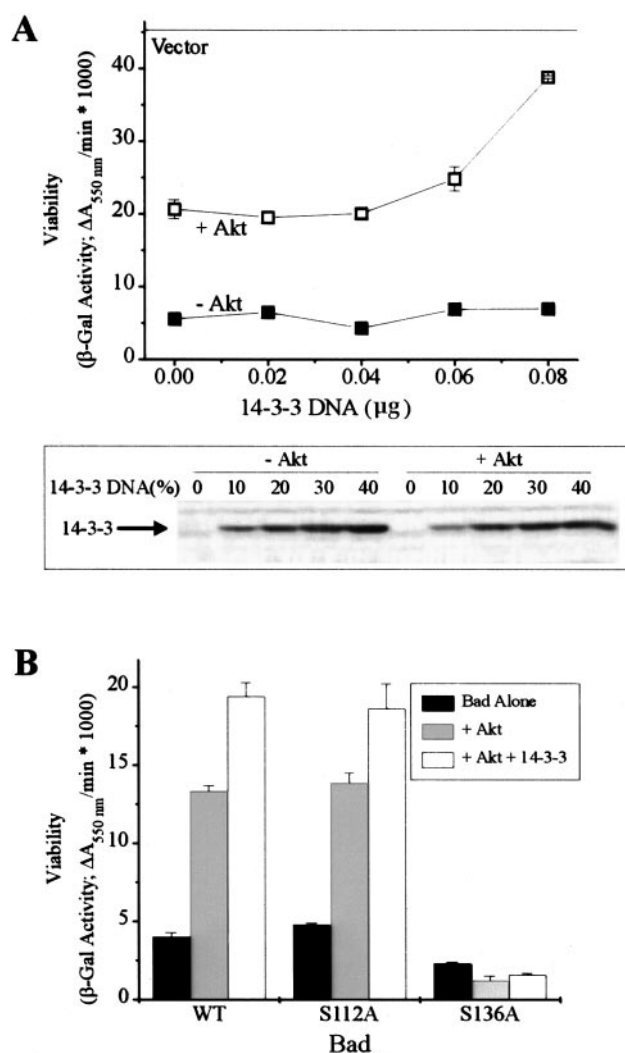 A
Vector
40
30
20
10
0
Viability
(β-Gal Activity; ΔA550 nm/min * 1000)
+ Akt
- Akt
0.00 0.02 0.04 0.06 0.08
14-3-3 DNA (µg)
- Akt + Akt
14-3-3 DNA(%) 0 10 20 30 40 0 10 20 30 40
14-3-3
B
20
15
10
5
0
Viability
(β-Gal Activity; ΔA550 nm/min * 1000)
Bad Alone
+ Akt
+ Akt + 14-3-3
WT S112A S136A
Bad